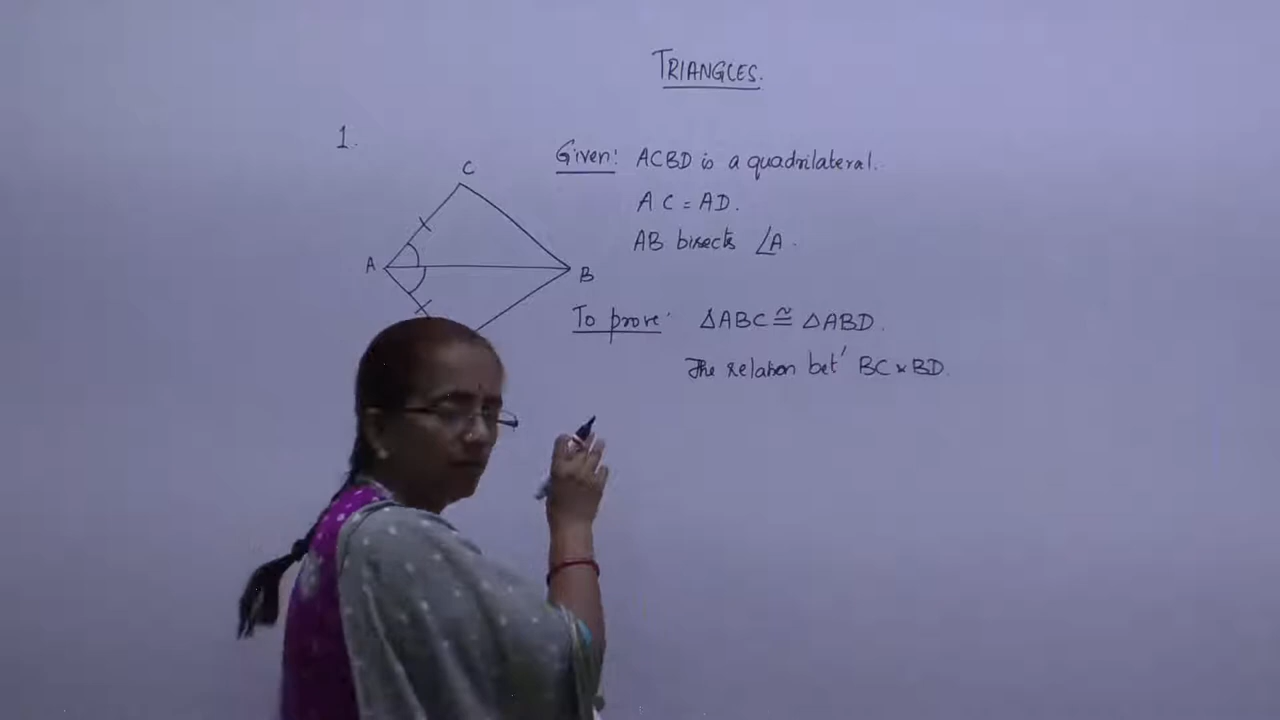 TRIANGLES.
1.
Given: ACBD is a quadrilateral.
AC = AD.
AB bisects ∠A.
To prove: ΔABC ≅ ΔABD.
The relation bet' BC & BD.
C
A
B